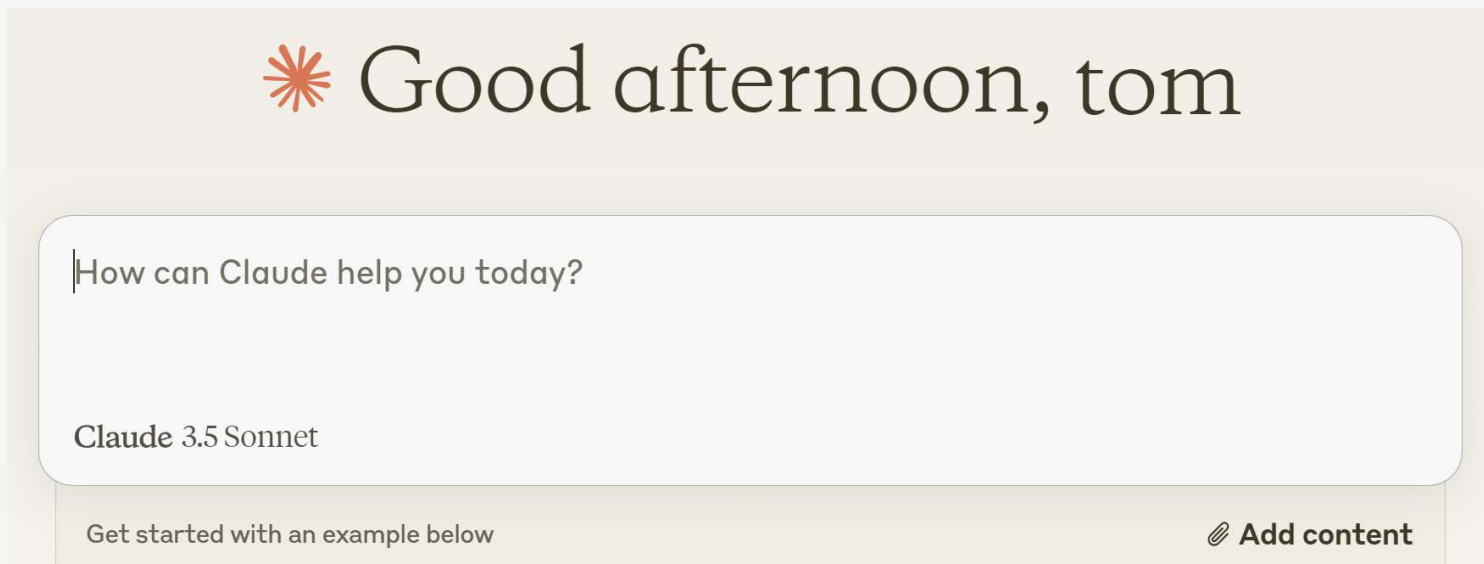 Good afternoon, tom
How can Claude help you today?
Claude 3.5 Sonnet
Get started with an example below
Add content